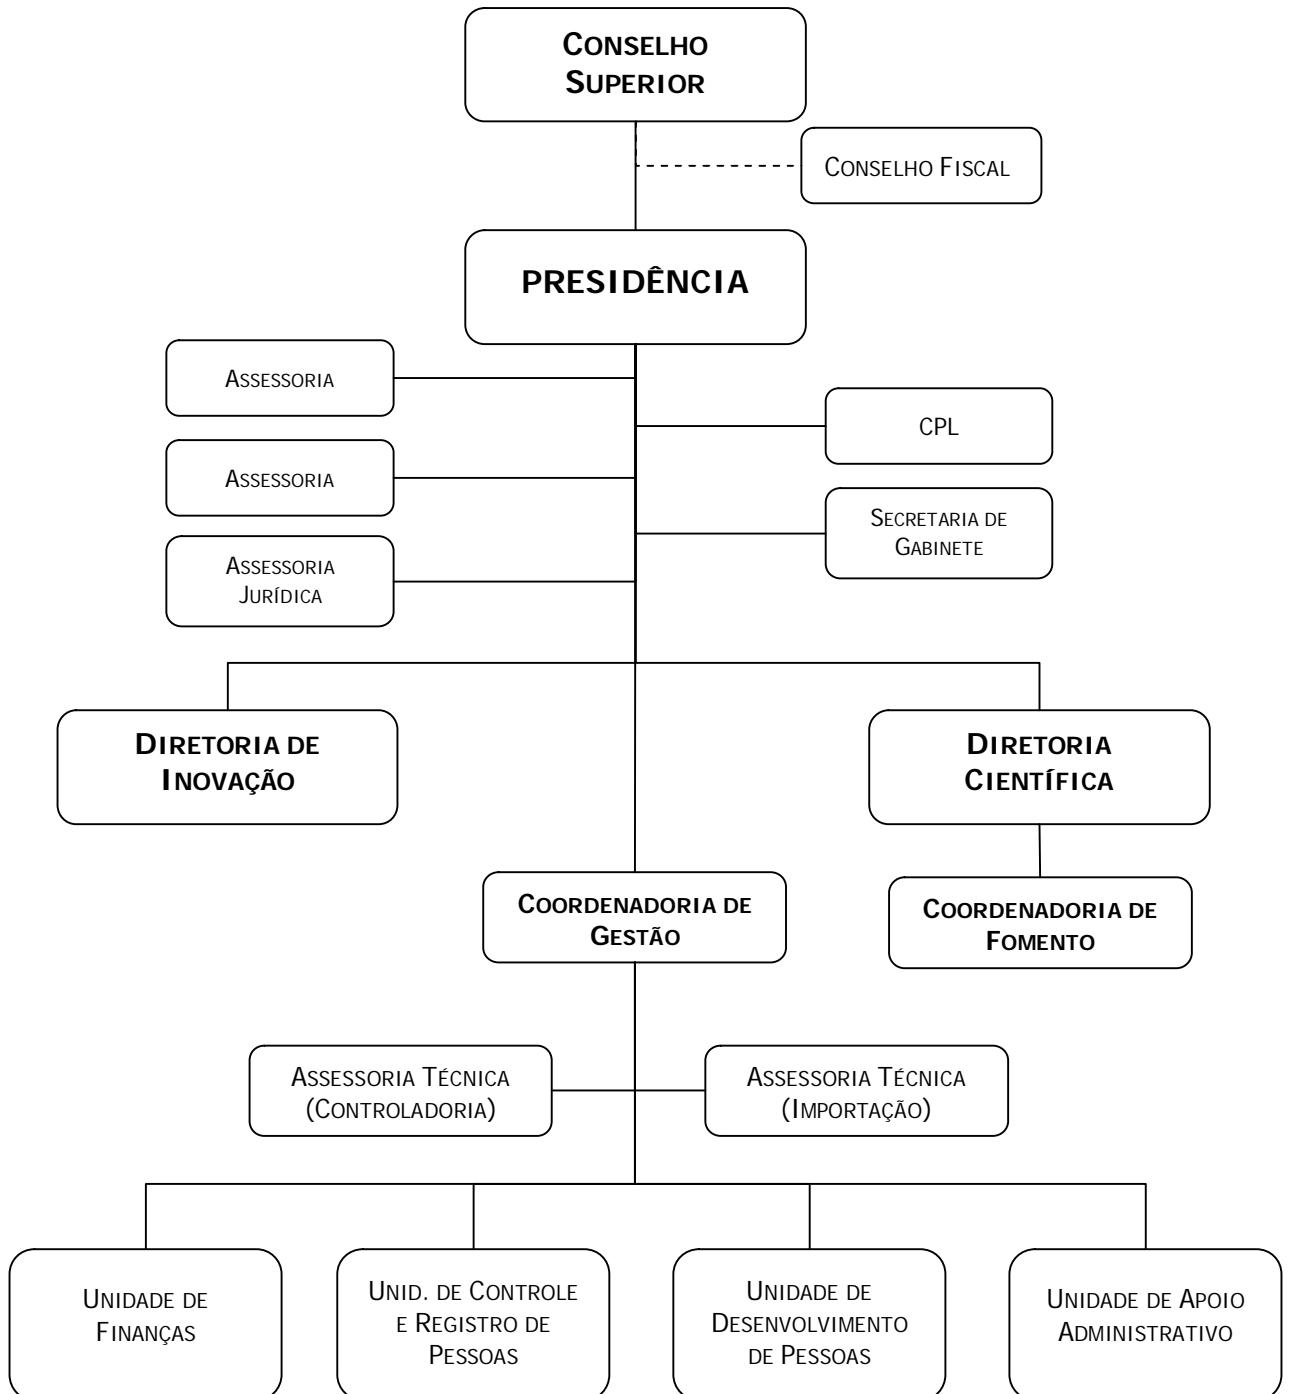 CONSELHO
SUPERIOR
CONSELHO FISCAL
PRESIDÊNCIA
ASSESSORIA
CPL
ASSESSORIA
SECRETARIA DE
GABINETE
ASSESSORIA
JURÍDICA
DIRETORIA DE
INOVAÇÃO
DIRETORIA
CIENTÍFICA
COORDENADORIA DE
GESTÃO
COORDENADORIA DE
FOMENTO
ASSESSORIA TÉCNICA
(CONTROLADORIA)
ASSESSORIA TÉCNICA
(IMPORTAÇÃO)
UNIDADE DE
FINANÇAS
UNID. DE CONTROLE
E REGISTRO DE
PESSOAS
UNIDADE DE
DESENVOLVIMENTO
DE PESSOAS
UNIDADE DE APOIO
ADMINISTRATIVO